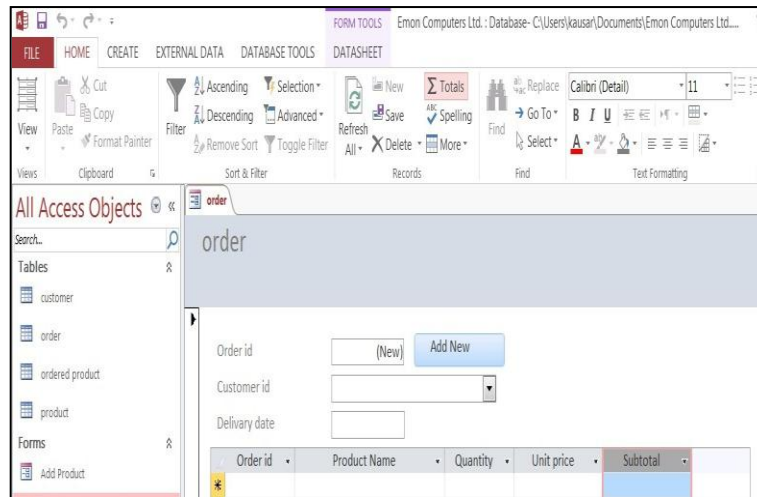 FORM TOOLS Emon Computers Ltd. : Database- C:\Users\kausar\Documents\Emon Computers Ltd....
FILE HOME CREATE EXTERNAL DATA DATABASE TOOLS DATASHEET
View
Paste
Cut
Copy
Format Painter
Filter
Ascending
Descending
Remove Sort
Selection
Advanced
Toggle Filter
Refresh
All
New
Save
Delete
Totals
Spelling
More
Find
Replace
Go To
Select
Calibri (Detail) 11
B I U
Views Clipboard Sort & Filter Records Find Text Formatting
All Access Objects
Search...
Tables
customer
order
ordered product
product
Forms
Add Product
order
order
Order id (New) Add New
Customer id
Delivary date
Order id Product Name Quantity Unit price Subtotal